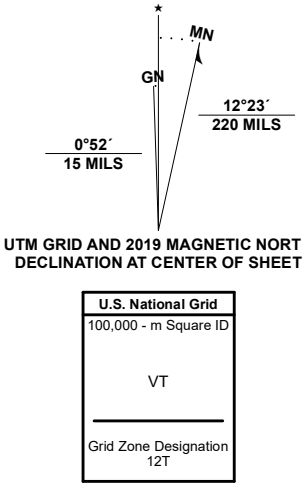 ★
MN
GN
12°23´
220 MILS
0°52´
15 MILS
UTM GRID AND 2019 MAGNETIC NORT
DECLINATION AT CENTER OF SHEET
U.S. National Grid
100,000 - m Square ID
VT
Grid Zone Designation
12T